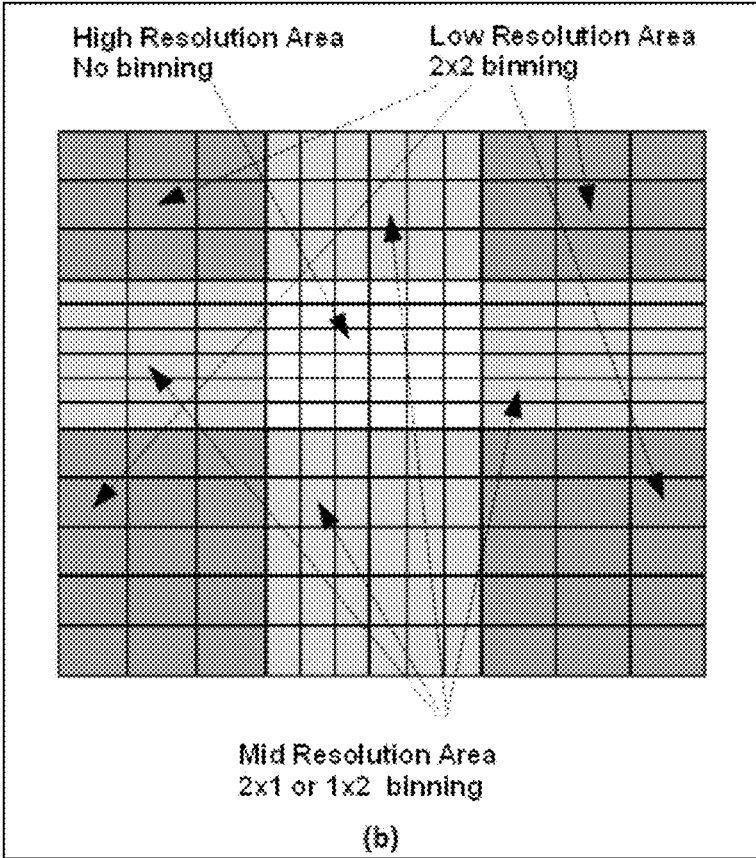 High Resolution Area
No binning
Low Resolution Area
2x2 binning
Mid Resolution Area
2x1 or 1x2 binning
(b)